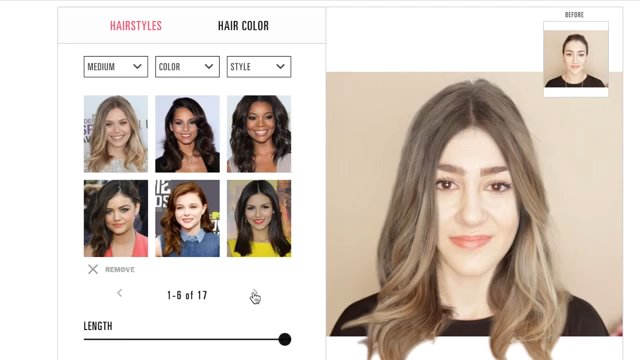 HAIRSTYLES
HAIR COLOR
BEFORE
MEDIUM
COLOR
STYLE
REMOVE
1-6 of 17
LENGTH